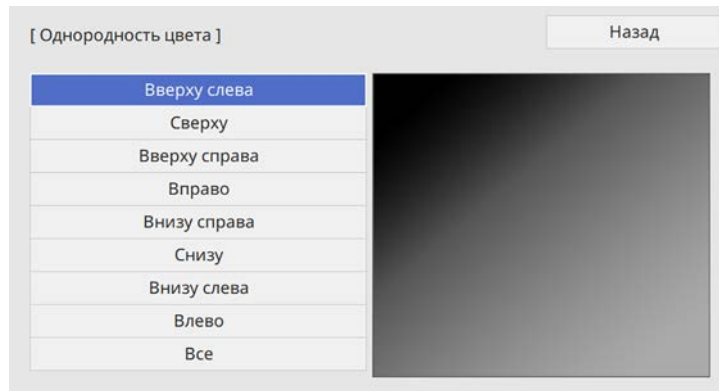 [ Однородность цвета ]
Назад
Вверху слева
Сверху
Вверху справа
Вправо
Внизу справа
Снизу
Внизу слева
Влево
Все